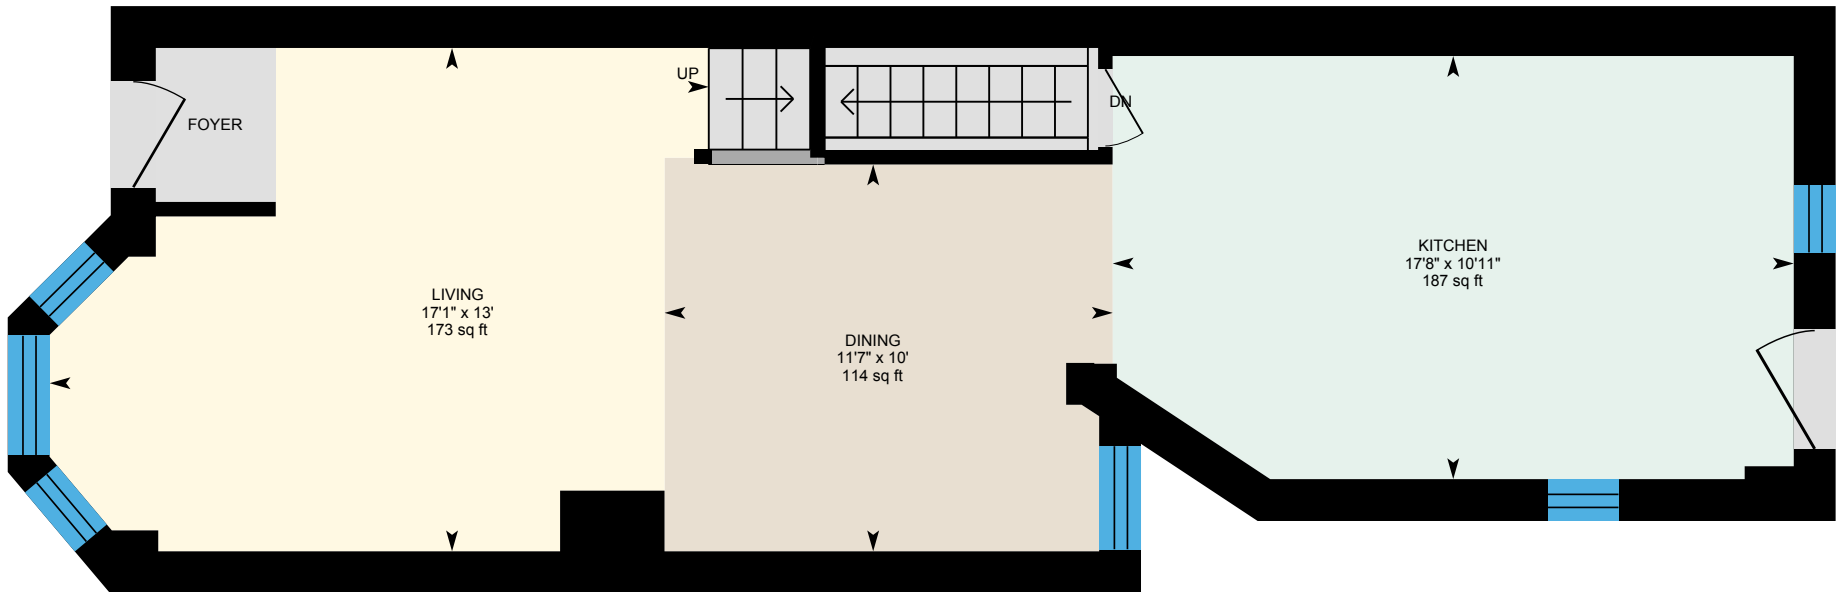 UP
DN
FOYER
KITCHEN
17'8" x 10'11"
187 sq ft
LIVING
17'1" x 13'
173 sq ft
DINING
11'7" x 10'
114 sq ft